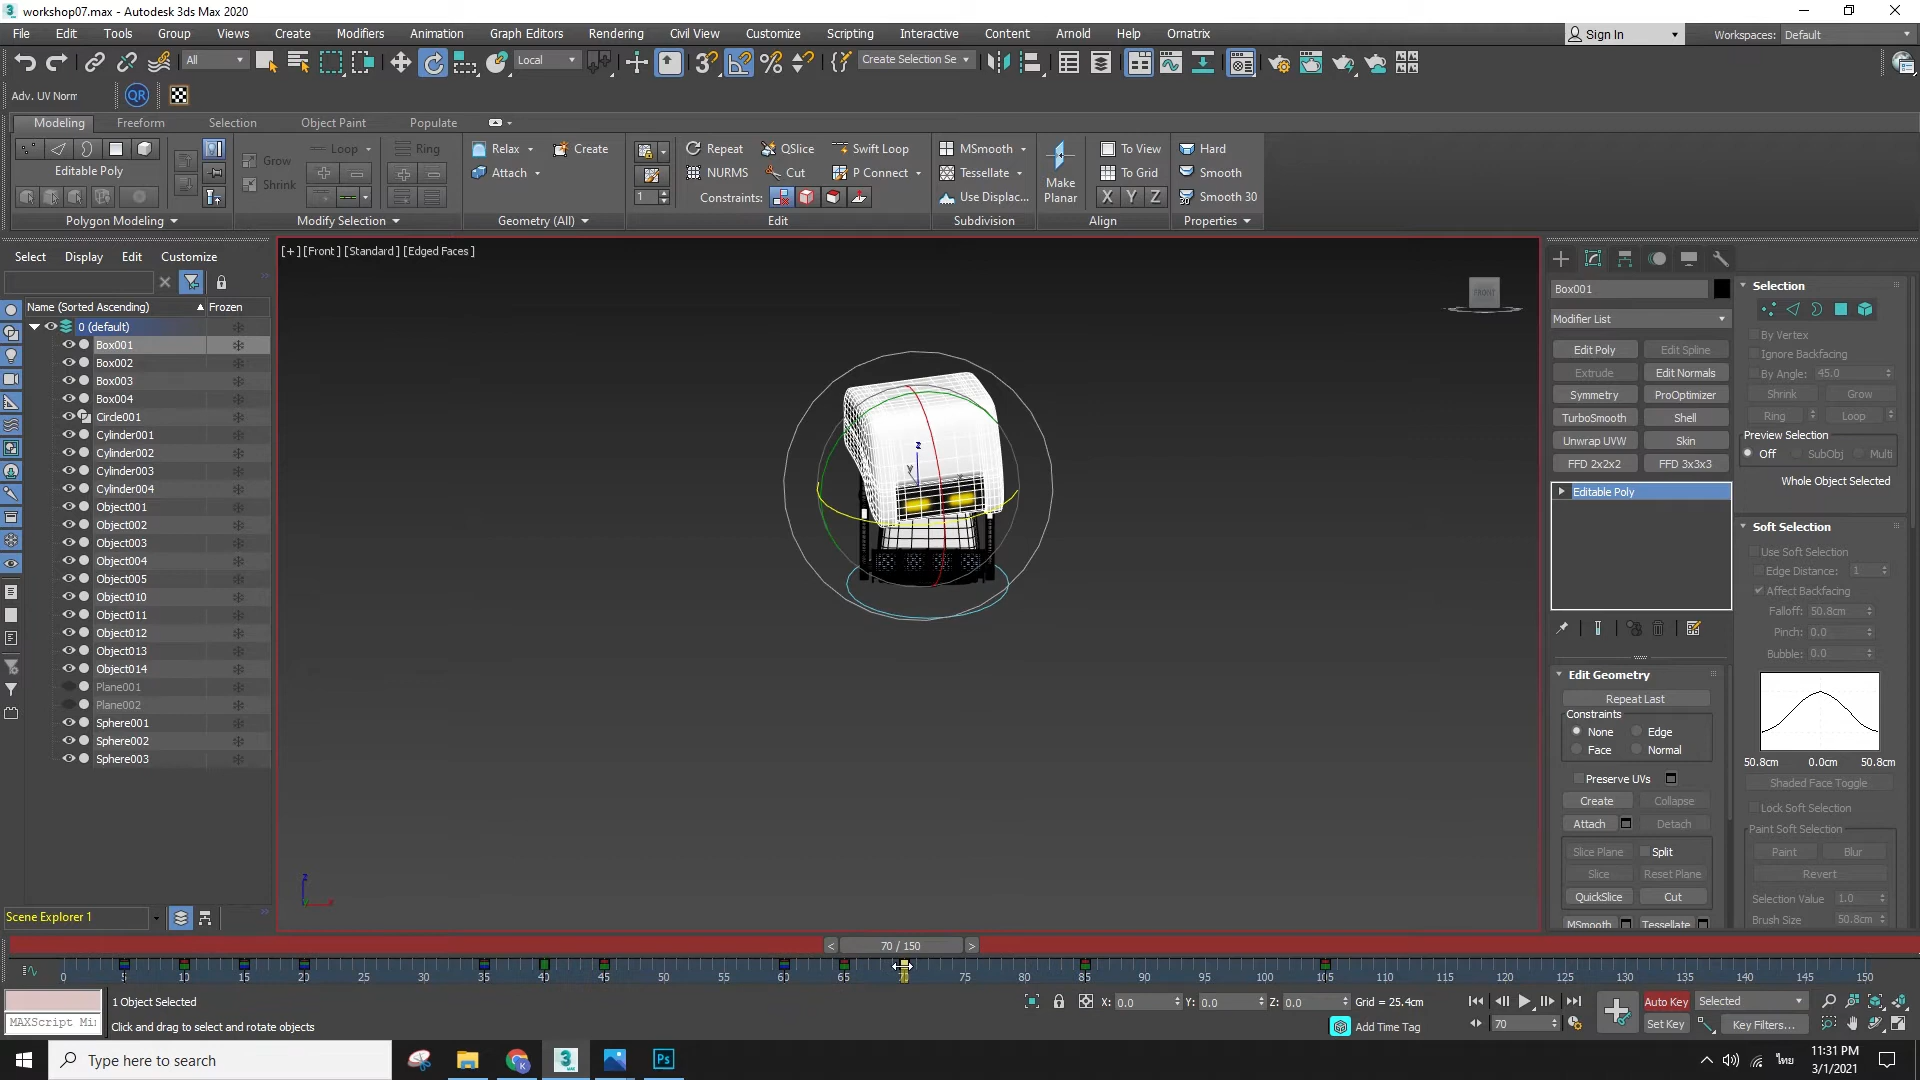 workshop07.max - Autodesk 3ds Max 2020
File Edit Tools Group Views Create Modifiers Animation Graph Editors Rendering Civil View Customize Scripting Interactive Content Arnold Help Ornatrix
Sign In Workspaces: Default
All Local Create Selection Se
Adv. UV Norm QR
Modeling Freeform Selection Object Paint Populate
Loop Ring Relax Create Repeat QSlice Swift Loop MSmooth To View Hard
Editable Poly Grow Attach NURMS Cut P Connect Tessellate Make Planar To Grid Smooth
Shrink 1 Constraints: Use Displac... X Y Z Smooth 30
Polygon Modeling Modify Selection Geometry (All) Edit Subdivision Align Properties
Select Display Edit Customize
Name (Sorted Ascending) Frozen
0 (default)
Box001
Box002
Box003
Box004
Circle001
Cylinder001
Cylinder002
Cylinder003
Cylinder004
Object001
Object002
Object003
Object004
Object005
Object010
Object011
Object012
Object013
Object014
Plane001
Plane002
Sphere001
Sphere002
Sphere003
Scene Explorer 1
[+] [Front] [Standard] [Edged Faces]
FRONT
z
y
z
x
Box001
Modifier List
Edit Poly Edit Spline
Extrude Edit Normals
Symmetry ProOptimizer
TurboSmooth Shell
Unwrap UVW Skin
FFD 2x2x2 FFD 3x3x3
Editable Poly
Edit Geometry
Repeat Last
Constraints
None Edge
Face Normal
Preserve UVs
Create Collapse
Attach Detach
Slice Plane Split
Slice Reset Plane
QuickSlice Cut
MSmooth Tessellate
Selection
By Vertex
Ignore Backfacing
By Angle: 45.0
Shrink Grow
Ring Loop
Preview Selection
Off SubObj Multi
Whole Object Selected
Soft Selection
Use Soft Selection
Edge Distance: 1
Affect Backfacing
Falloff: 50.8cm
Pinch: 0.0
Bubble: 0.0
50.8cm 0.0cm 50.8cm
Shaded Face Toggle
Lock Soft Selection
Paint Soft Selection
Paint Blur
Revert
Selection Value 1.0
Brush Size 50.8cm
< 70 / 150 >
0 5 10 15 20 25 30 35 40 45 50 55 60 65 70 75 80 85 90 95 100 105 110 115 120 125 130 135 140 145 150
1 Object Selected X: 0.0 Y: 0.0 Z: 0.0 Grid = 25.4cm Auto Key Selected
MAXScript Mi Click and drag to select and rotate objects Add Time Tag 70 Set Key Key Filters...
Type here to search
Ps
ไทย
11:31 PM
3/1/2021